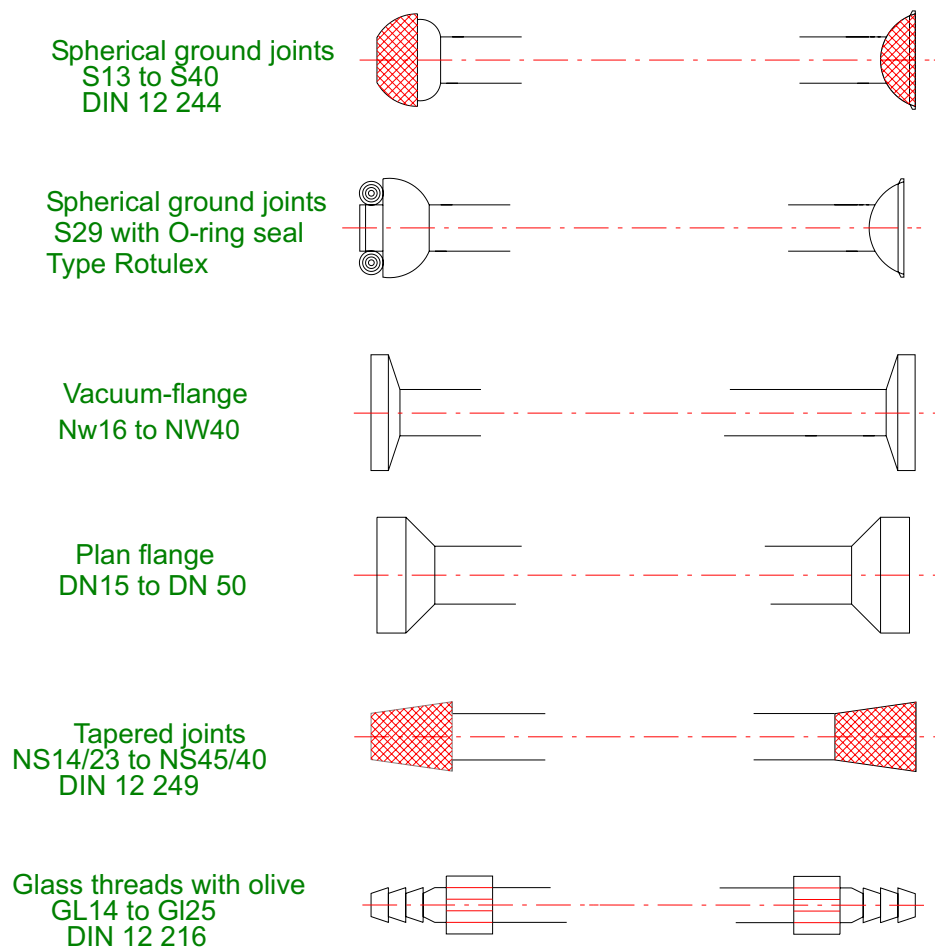 Spherical ground joints
S13 to S40
DIN 12 244
Spherical ground joints
S29 with O-ring seal
Type Rotulex
Vacuum-flange
Nw16 to NW40
Plan flange
DN15 to DN 50
Tapered joints
NS14/23 to NS45/40
DIN 12 249
Glass threads with olive
GL14 to Gl25
DIN 12 216